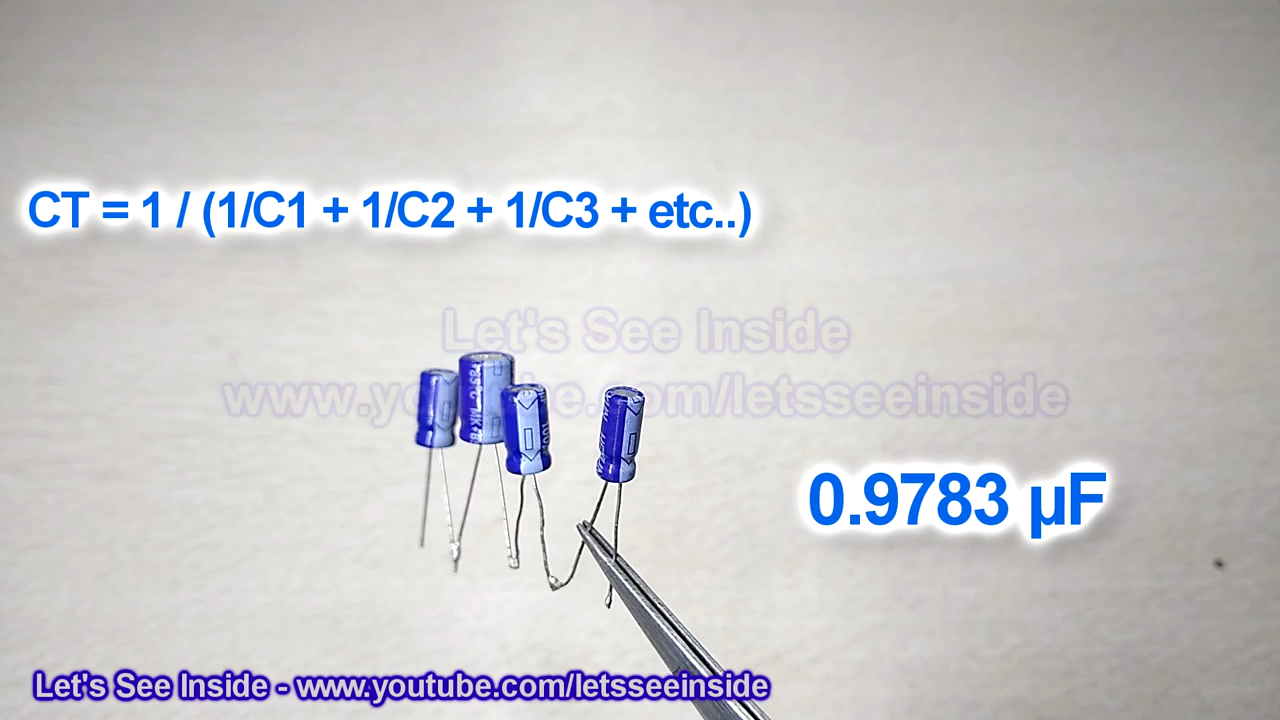 CT = 1 / (1/C1 + 1/C2 + 1/C3 + etc..)
Let's See Inside
www.youtube.com/letsseeinside
0.9783 µF
Let's See Inside - www.youtube.com/letsseeinside